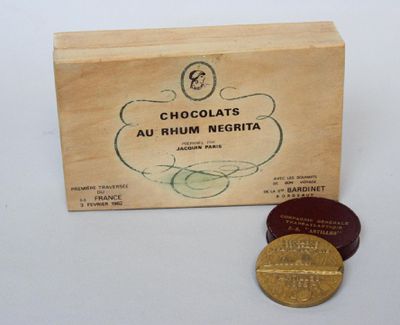 CHOCOLATS
AU RHUM NEGRITA
PRÉPARÉS PAR
JACQUIN PARIS
PREMIÈRE TRAVERSÉE
DU
S.S FRANCE
3 FÉVRIER 1962
AVEC LES SOUHAITS
DE BON VOYAGE
DE LA STÉ BARDINET
BORDEAUX
COMPAGNIE GÉNÉRALE
TRANSATLANTIQUE
S.S. "ANTILLES"